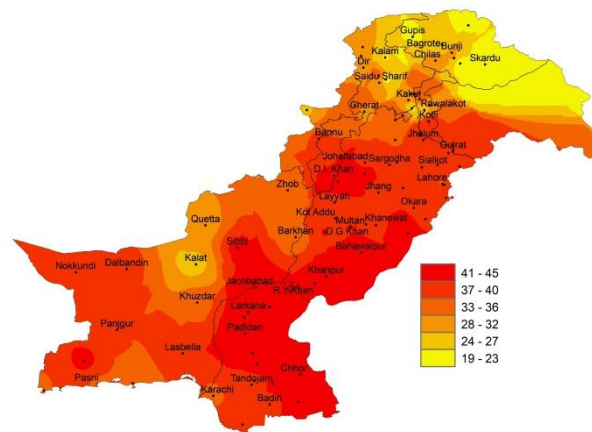 Gupis
Bagrote Bunji
Kalam
Chilas
Dir
Skardu
Saidu Sharif
Kakul
Rawalakot
Gherat
Kotli
Bannu
Jhelum
Gujrat
Joharabad
Sargodha
Sialkot
D.I. Khan
Zhob
Layyah
Jhang
Lahore
Kot Addu
Okara
Quetta
Multan
Khanewal
Barkhan
D G Khan
Sibbi
Bahawalpur
Kalat
Nokkundi
Dalbandin
Khanpur
Jacobabad
R.Y.Khan
Khuzdar
Larkana
Panjgur
Padidan
Lasbella
Pasni
Chhor
Tandojam
Karachi
Badin
41 - 45
37 - 40
33 - 36
28 - 32
24 - 27
19 - 23